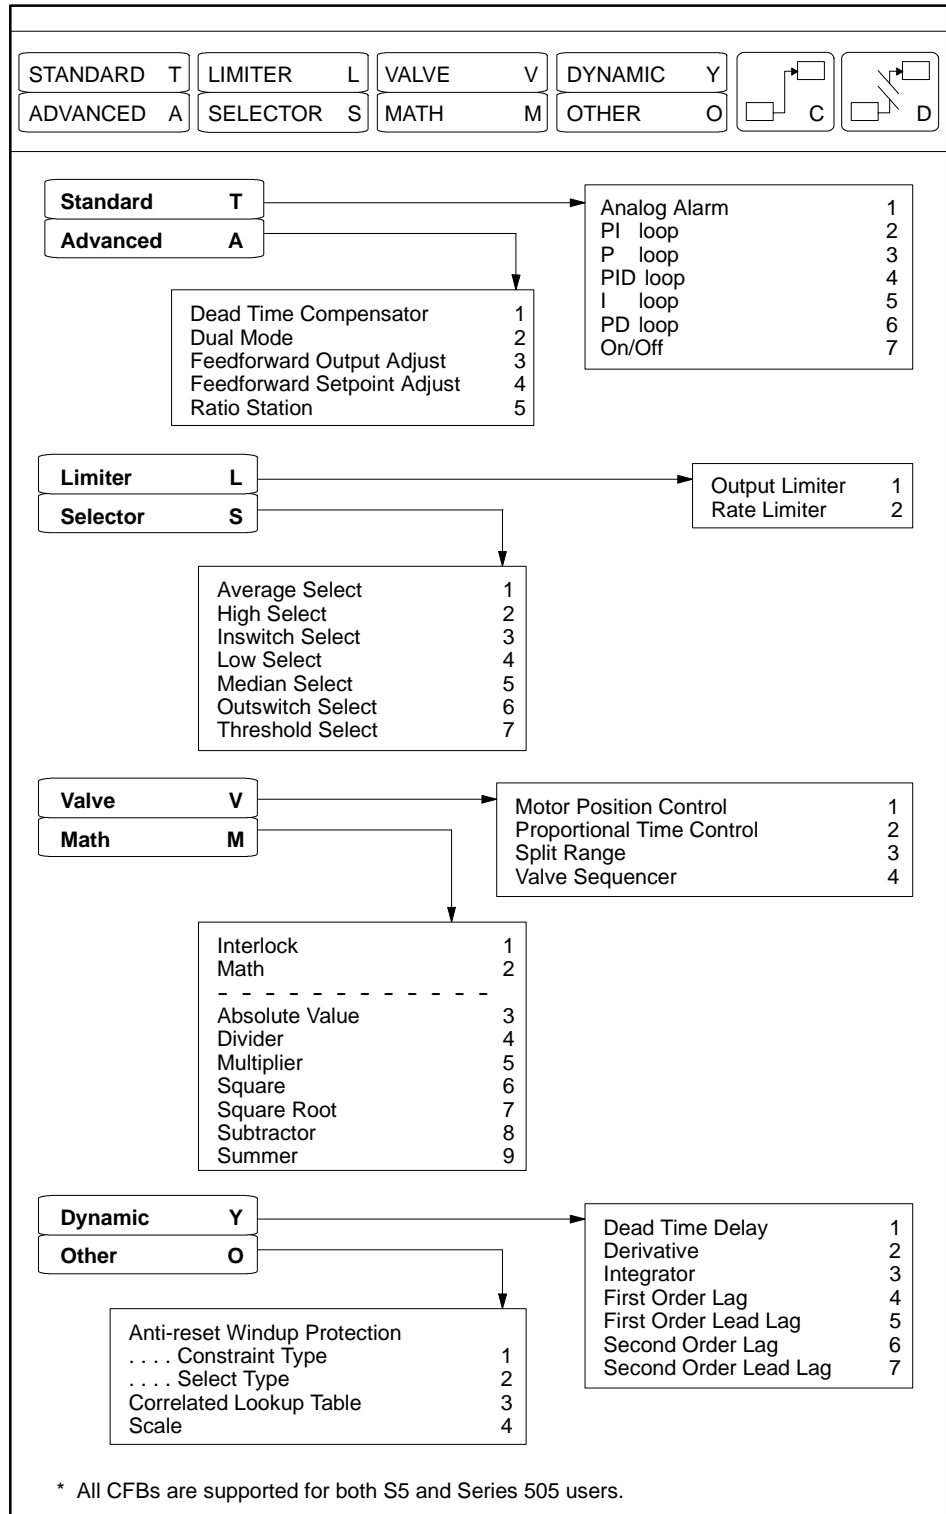 STANDARD T LIMITER L VALVE V DYNAMIC Y
ADVANCED A SELECTOR S MATH M OTHER O C D
Standard T
Advanced A
Analog Alarm 1
PI loop 2
P loop 3
PID loop 4
I loop 5
PD loop 6
On/Off 7
Dead Time Compensator 1
Dual Mode 2
Feedforward Output Adjust 3
Feedforward Setpoint Adjust 4
Ratio Station 5
Limiter L
Selector S
Output Limiter 1
Rate Limiter 2
Average Select 1
High Select 2
Inswitch Select 3
Low Select 4
Median Select 5
Outswitch Select 6
Threshold Select 7
Valve V
Math M
Motor Position Control 1
Proportional Time Control 2
Split Range 3
Valve Sequencer 4
Interlock 1
Math 2
- - - - - - - - - - - -
Absolute Value 3
Divider 4
Multiplier 5
Square 6
Square Root 7
Subtractor 8
Summer 9
Dynamic Y
Other O
Dead Time Delay 1
Derivative 2
Integrator 3
First Order Lag 4
First Order Lead Lag 5
Second Order Lag 6
Second Order Lead Lag 7
Anti-reset Windup Protection
. . . . Constraint Type 1
. . . . Select Type 2
Correlated Lookup Table 3
Scale 4
* All CFBs are supported for both S5 and Series 505 users.